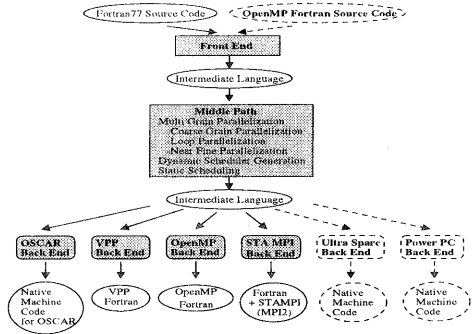 Fortran77 Source Code
OpenMP Fortran Source Code
Front End
Intermediate Language
Middle Path
Multi Grain Parallelization
Coarse Grain Parallelization
Loop Parallelization
Near Fine Parallelization
Dynamic Scheduler Generation
Static Scheduling
Intermediate Language
OSCAR
Back End
VPP
Back End
OpenMP
Back End
STA MPI
Back End
Ultra Sparc
Back End
Power PC
Back End
Native
Machine
Code
for OSCAR
VPP
Fortran
OpenMP
Fortran
Fortran
+ STAMPI
(MPI2)
Native
Machine
Code
Native
Machine
Code